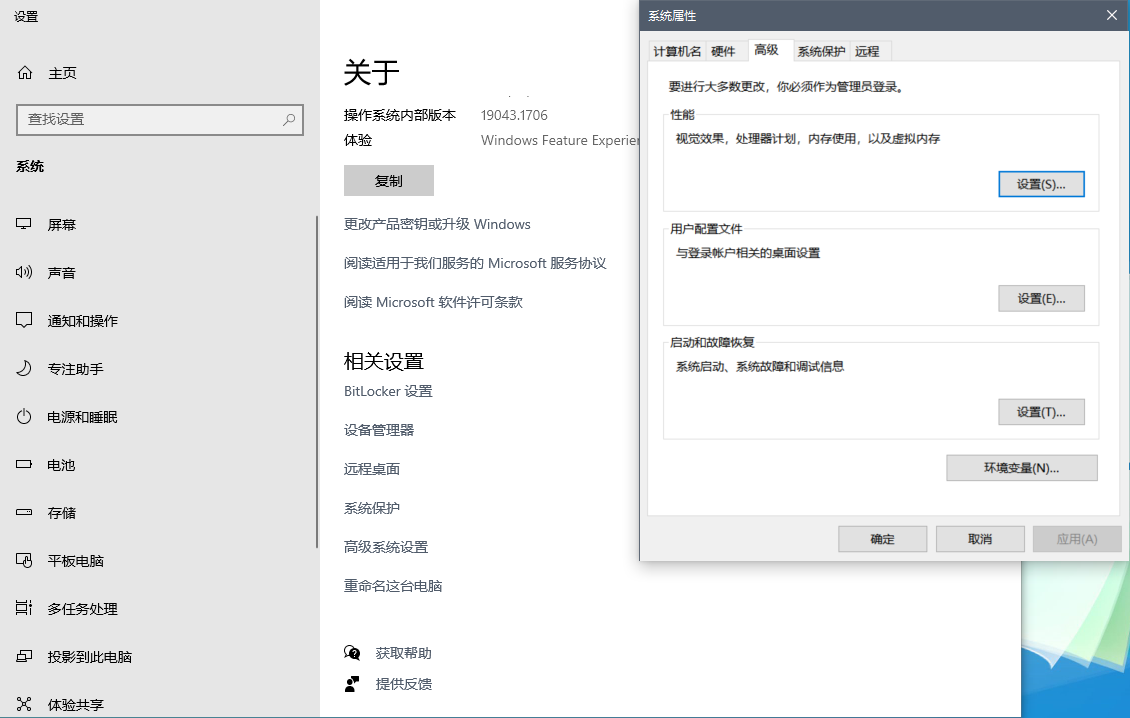 设置
主页
查找设置
系统
屏幕
声音
通知和操作
专注助手
电源和睡眠
电池
存储
平板电脑
多任务处理
投影到此电脑
体验共享
关于
操作系统内部版本 19043.1706
体验 Windows Feature Experien
复制
更改产品密钥或升级 Windows
阅读适用于我们服务的 Microsoft 服务协议
阅读 Microsoft 软件许可条款
相关设置
BitLocker 设置
设备管理器
远程桌面
系统保护
高级系统设置
重命名这台电脑
获取帮助
提供反馈
系统属性
计算机名 硬件 高级 系统保护 远程
要进行大多数更改，你必须作为管理员登录。
性能
视觉效果，处理器计划，内存使用，以及虚拟内存
设置(S)...
用户配置文件
与登录帐户相关的桌面设置
设置(E)...
启动和故障恢复
系统启动、系统故障和调试信息
设置(T)...
环境变量(N)...
确定 取消 应用(A)